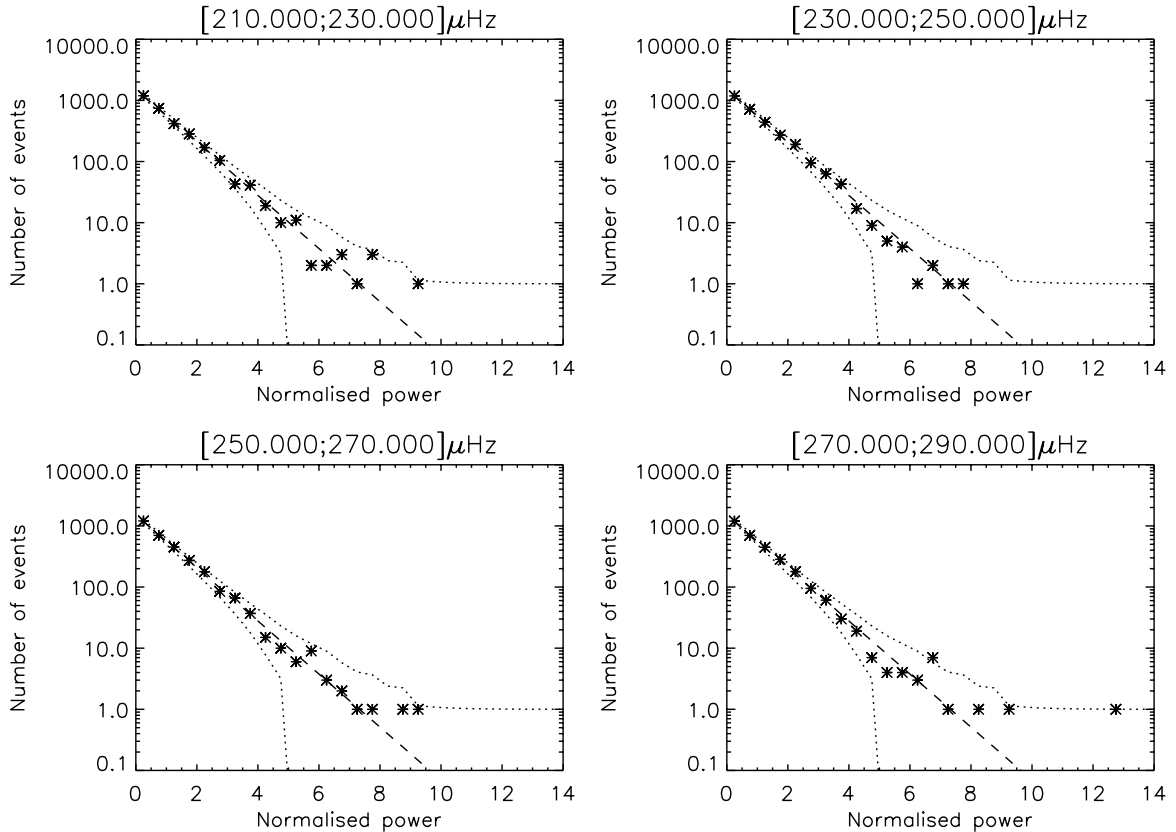 [210.000;230.000]μHz
10000.0
1000.0
100.0
10.0
1.0
0.1
Number of events
0 2 4 6 8 10 12 14
Normalised power
[230.000;250.000]μHz
10000.0
1000.0
100.0
10.0
1.0
0.1
Number of events
0 2 4 6 8 10 12 14
Normalised power
[250.000;270.000]μHz
10000.0
1000.0
100.0
10.0
1.0
0.1
Number of events
0 2 4 6 8 10 12 14
Normalised power
[270.000;290.000]μHz
10000.0
1000.0
100.0
10.0
1.0
0.1
Number of events
0 2 4 6 8 10 12 14
Normalised power